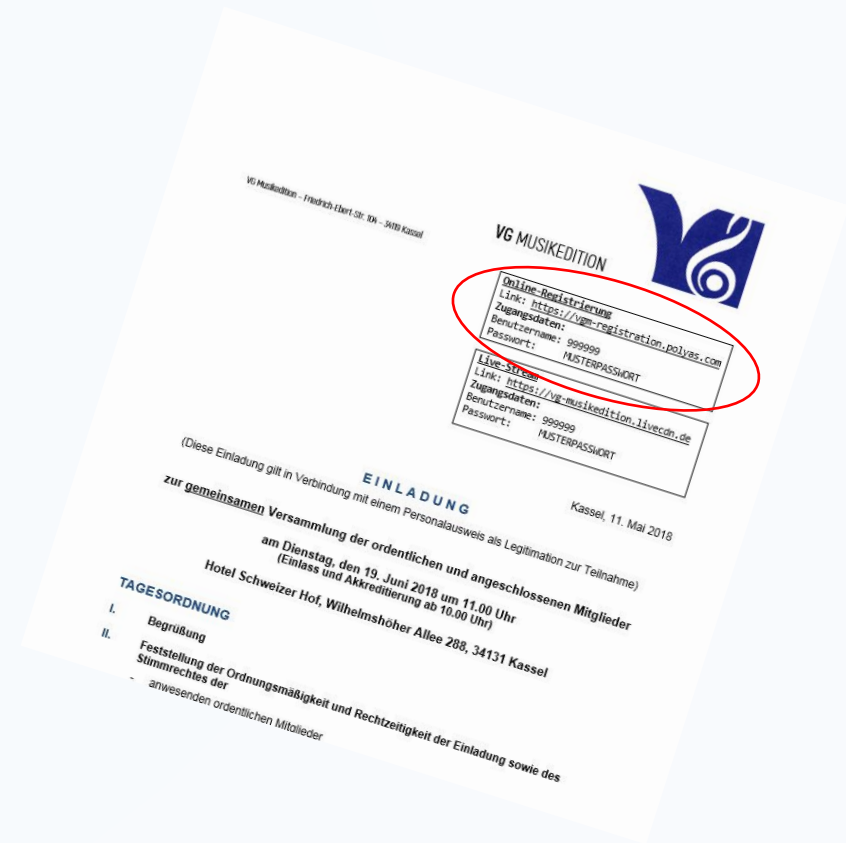 VG Musikedition – Friedrich-Ebert-Str. 104 – 34119 Kassel
VG MUSIKEDITION
Online-Registrierung
Link: https://vgm-registration.polyas.com
Zugangsdaten:
Benutzername: 999999
Passwort: MUSTERPASSWORT
Live-Stream
Link: https://vg-musikedition.livecdn.de
Zugangsdaten:
Benutzername: 999999
Passwort: MUSTERPASSWORT
Kassel, 11. Mai 2018
EINLADUNG
(Diese Einladung gilt in Verbindung mit einem Personalausweis als Legitimation zur Teilnahme)
zur gemeinsamen Versammlung der ordentlichen und angeschlossenen Mitglieder
am Dienstag, den 19. Juni 2018 um 11.00 Uhr
(Einlass und Akkreditierung ab 10.00 Uhr)
Hotel Schweizer Hof, Wilhelmshöher Allee 288, 34131 Kassel
TAGESORDNUNG
I. Begrüßung
II. Feststellung der Ordnungsmäßigkeit und Rechtzeitigkeit der Einladung sowie des
Stimmrechtes der
- anwesenden ordentlichen Mitglieder